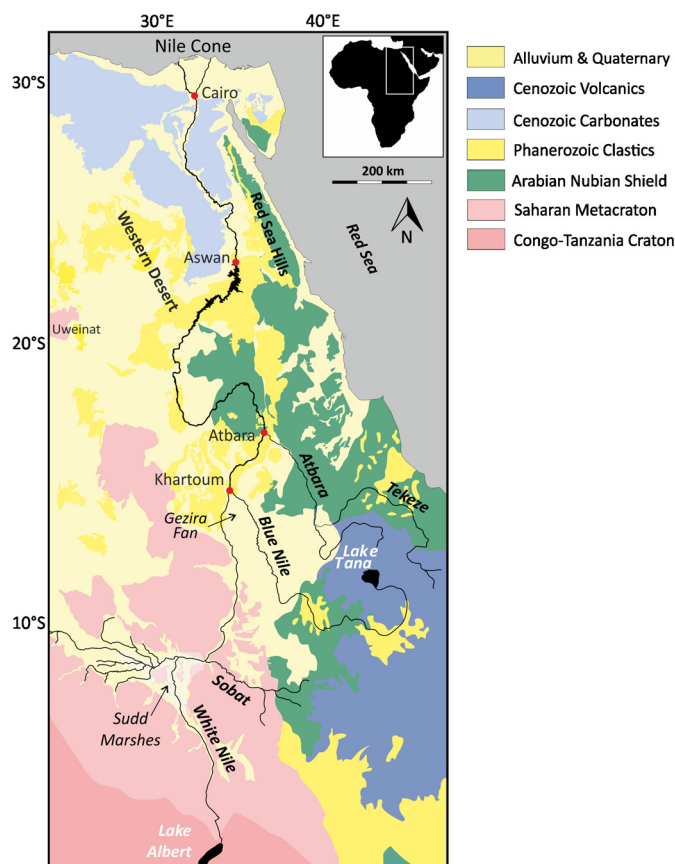 30°E 40°E
Nile Cone
30°S
Cairo
200 km
N
Red Sea Hills
Red Sea
Western Desert
Aswan
20°S
Uweinat
Atbara
Atbara
Khartoum
Tekeze
Gezira
Fan
Blue Nile
Lake
Tana
10°S
Sobat
Sudd
Marshes
White Nile
Lake
Albert
Alluvium & Quaternary
Cenozoic Volcanics
Cenozoic Carbonates
Phanerozoic Clastics
Arabian Nubian Shield
Saharan Metacraton
Congo-Tanzania Craton